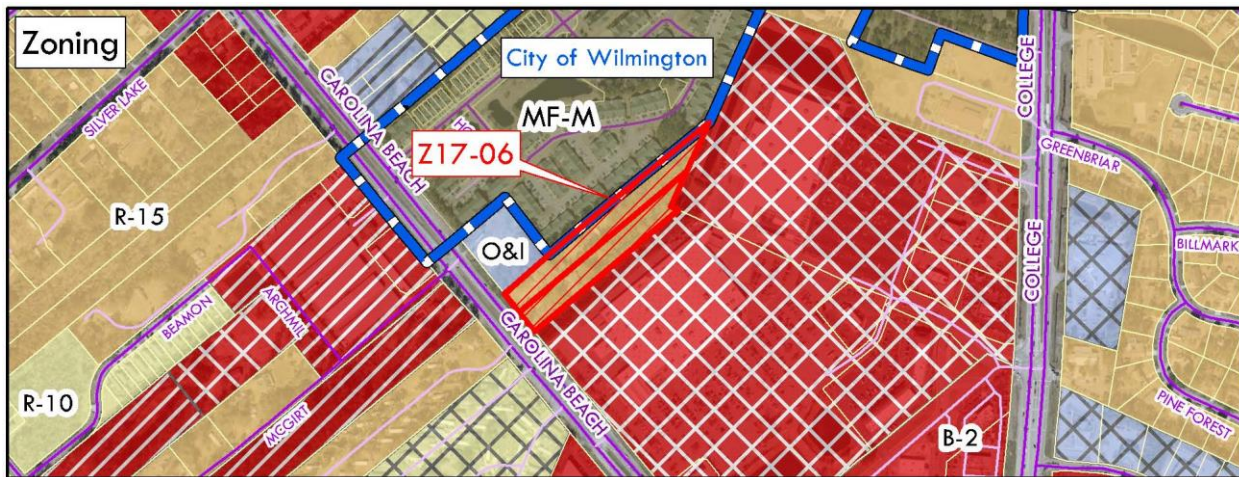 Zoning
City of Wilmington
SILVER LAKE
CAROLINA BEACH
COLLEGE
MF-M
HO
Z17-06
GREENBRIAR
R-15
O&I
BILLMARK
COLLEGE
BEAMON
ARCHMIL
CAROLINA BEACH
R-10
MCGIRT
PINE FOREST
B-2